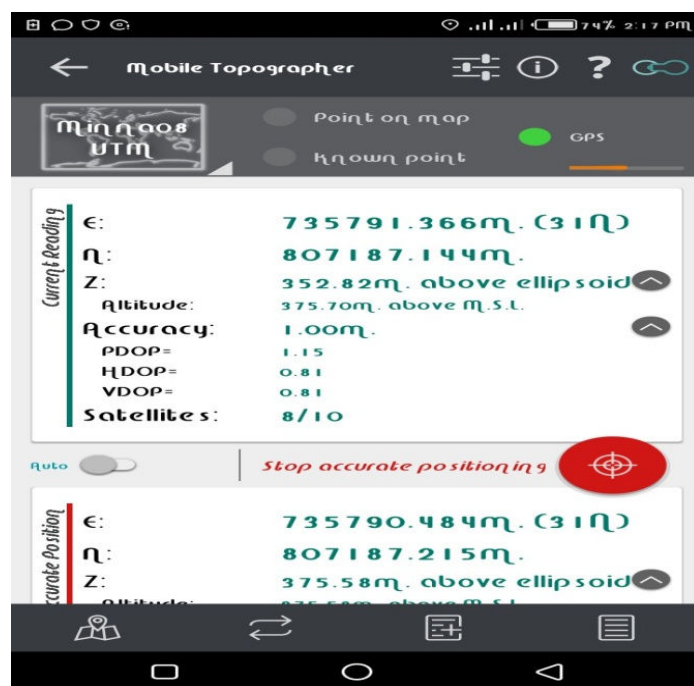 74% 2:17 PM
Mobile Topographer
Minna08
UTM
Point on map
Known point
GPS
Current Reading
E: 735791.366m. (31N)
N: 807187.144m.
Z: 352.82m. above ellipsoid
Altitude: 375.70m. above M.S.L.
Accuracy: 1.00m.
PDOP= 1.15
HDOP= 0.81
VDOP= 0.81
Satellites: 8/10
Auto
Stop accurate positioning
Accurate Position
E: 735790.484m. (31N)
N: 807187.215m.
Z: 375.58m. above ellipsoid